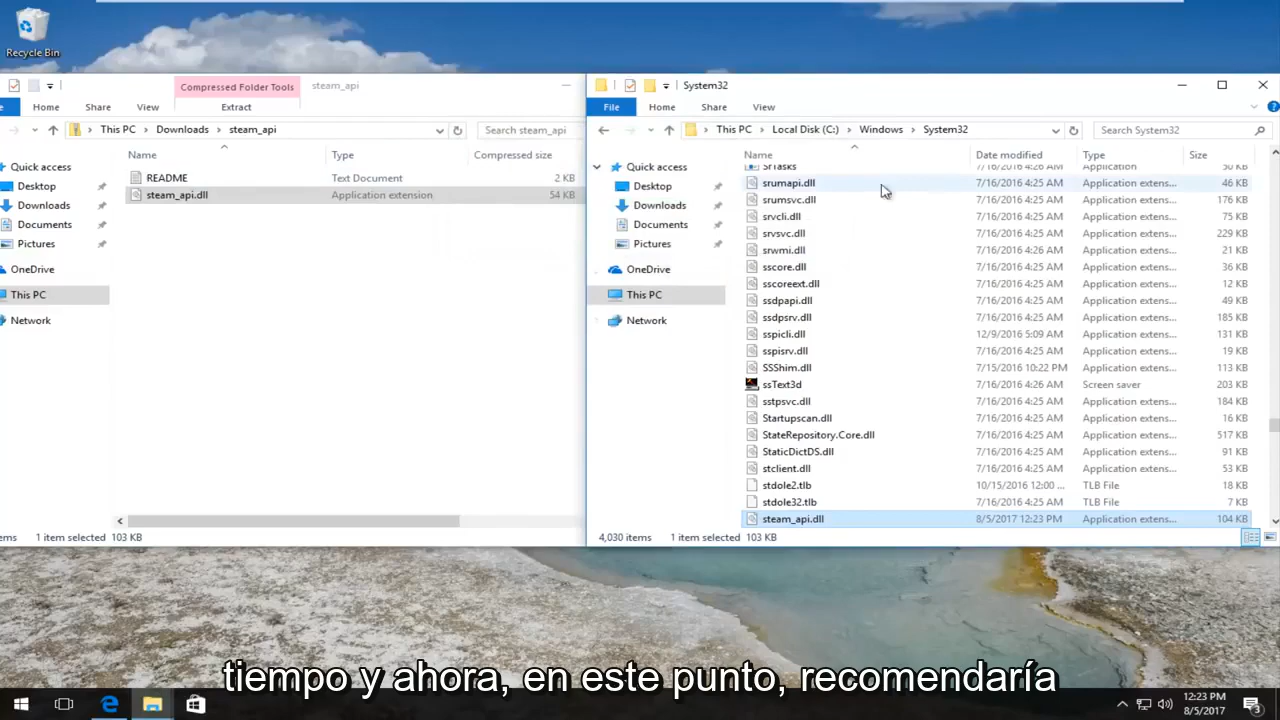 Recycle Bin
Compressed Folder Tools
steam_api
Home
Share
View
Extract
This PC
Downloads
steam_api
Search steam_api
Name
Type
Compressed size
Quick access
Desktop
Downloads
Documents
Pictures
OneDrive
This PC
Network
README Text Document 2 KB
steam_api.dll Application extension 54 KB
ems 1 item selected 103 KB
System32
File
Home
Share
View
This PC
Local Disk (C:)
Windows
System32
Search System32
Quick access
Desktop
Downloads
Documents
Pictures
OneDrive
This PC
Network
Name Date modified Type Size
SrTasks 7/16/2016 4:26 AM Application 50 KB
srumapi.dll 7/16/2016 4:25 AM Application extens... 46 KB
srumsvc.dll 7/16/2016 4:25 AM Application extens... 176 KB
srvcli.dll 7/16/2016 4:25 AM Application extens... 75 KB
srvsvc.dll 7/16/2016 4:25 AM Application extens... 229 KB
srwmi.dll 7/16/2016 4:26 AM Application extens... 21 KB
sscore.dll 7/16/2016 4:25 AM Application extens... 36 KB
sscoreext.dll 7/16/2016 4:25 AM Application extens... 12 KB
ssdpapi.dll 7/16/2016 4:25 AM Application extens... 49 KB
ssdpsrv.dll 7/16/2016 4:25 AM Application extens... 185 KB
sspicli.dll 12/9/2016 5:09 AM Application extens... 134 KB
sspisrv.dll 7/16/2016 4:25 AM Application extens... 19 KB
SSShim.dll 7/15/2016 10:22 PM Application extens... 113 KB
ssText3d 7/16/2016 4:26 AM Screen saver 203 KB
sstpsvc.dll 7/16/2016 4:25 AM Application extens... 184 KB
Startupscan.dll 7/16/2016 4:25 AM Application extens... 16 KB
StateRepository.Core.dll 7/16/2016 4:25 AM Application extens... 517 KB
StaticDictDS.dll 7/16/2016 4:25 AM Application extens... 91 KB
stclient.dll 7/16/2016 4:25 AM Application extens... 53 KB
stdole2.tlb 10/15/2016 12:00 ... TLB File 18 KB
stdole32.tlb 7/16/2016 4:25 AM TLB File 7 KB
steam_api.dll 8/5/2017 12:23 PM Application extens... 104 KB
4,030 items 1 item selected 103 KB
tiempo y ahora, en este punto, recomendaría
12:23 PM
8/5/2017
3